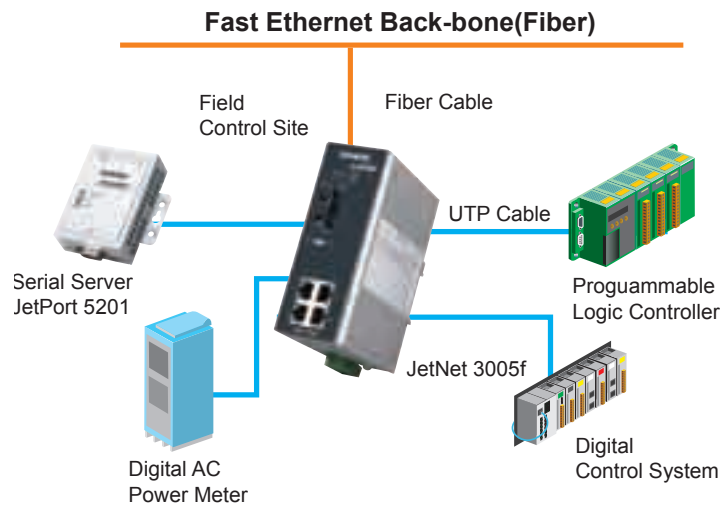 Fast Ethernet Back-bone(Fiber)
Field
Control Site
Fiber Cable
UTP Cable
Serial Server
JetPort 5201
Proguammable
Logic Controller
JetNet 3005f
Digital AC
Power Meter
Digital
Control System